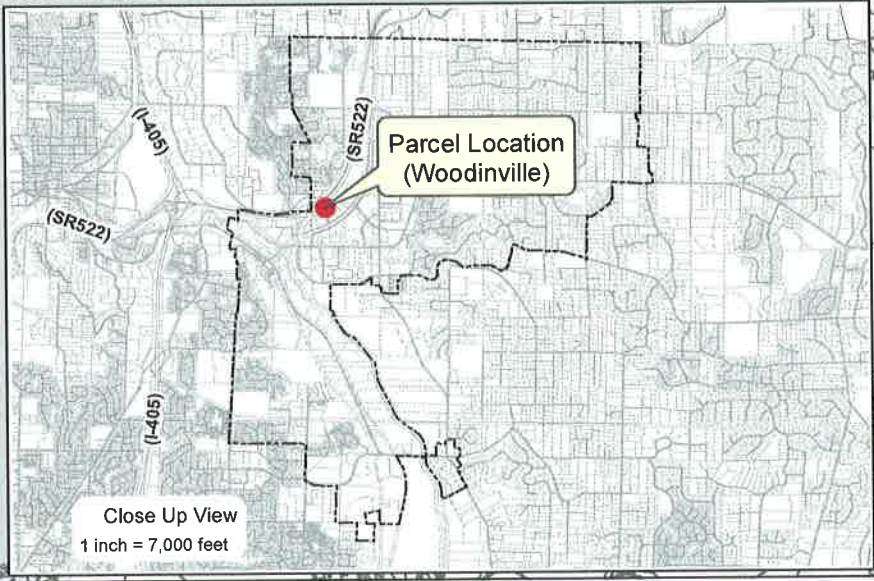 (I-405)
(SR522)
Parcel Location
(Woodinville)
(SR522)
(I-405)
Close Up View
1 inch = 7,000 feet